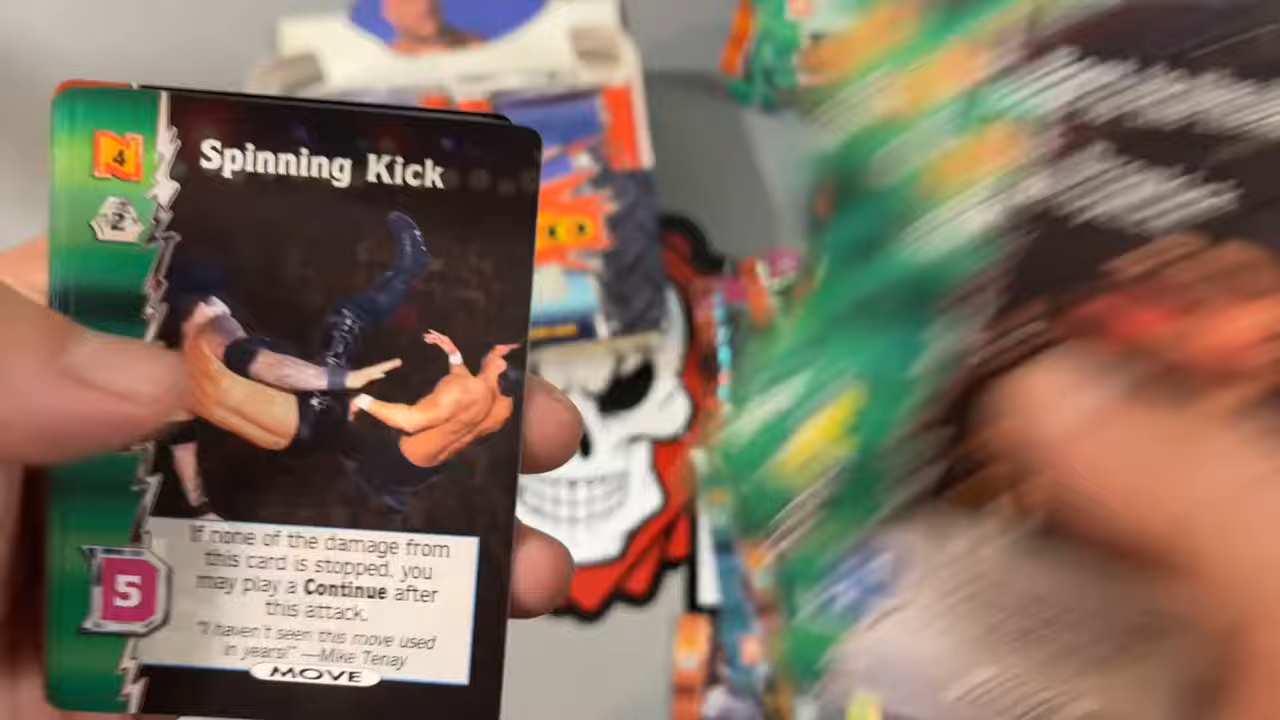 Spinning Kick
4
2
If none of the damage from
this card is stopped, you
may play a Continue after
this attack.
"I haven't seen this move used
in years!" —Mike Tenay
5
MOVE